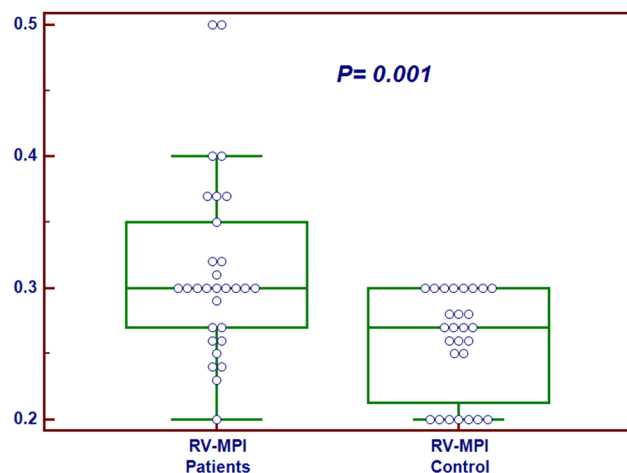 0.5
P= 0.001
0.4
0.3
0.2
RV-MPI
Patients
RV-MPI
Control